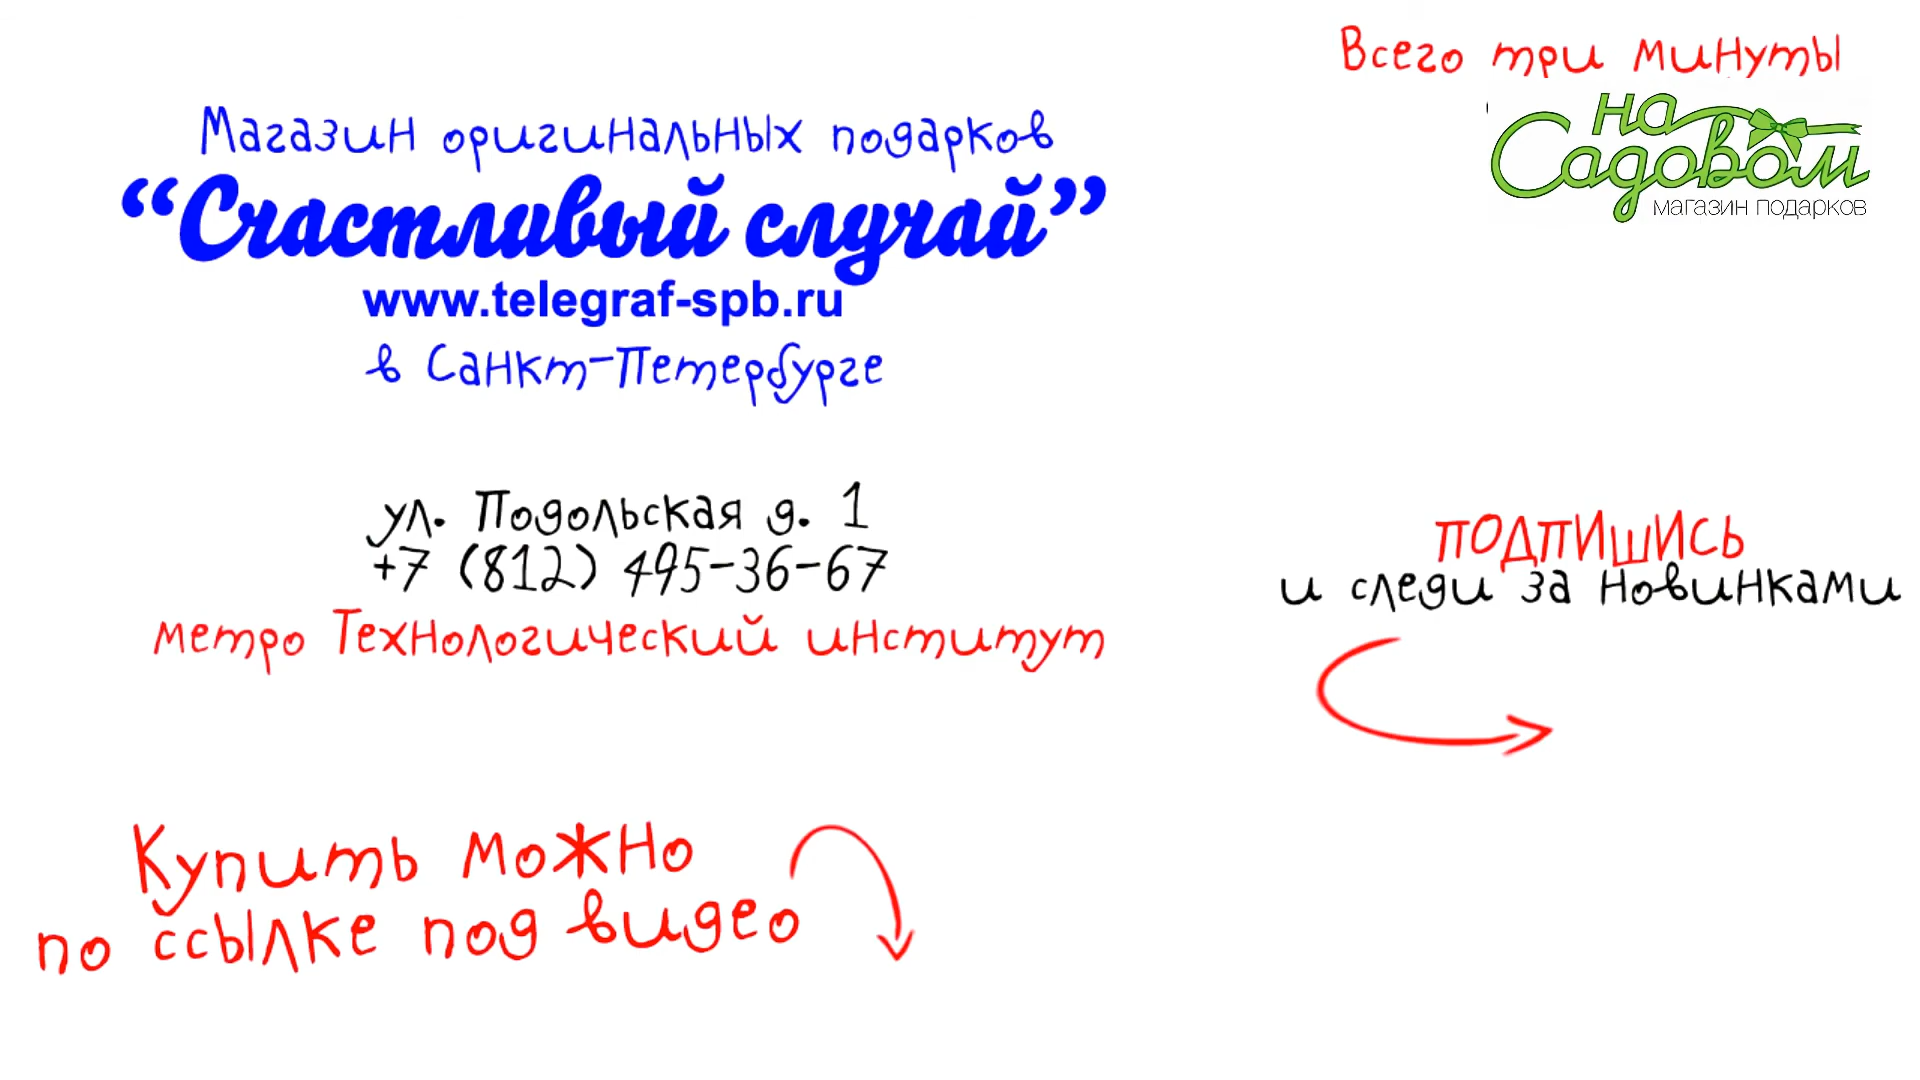 Всего три минуты
на
Садовом
магазин подарков
Магазин оригинальных подарков
“Счастливый случай”
www.telegraf-spb.ru
в Санкт-Петербурге
ул. Подольская д. 1
+7 (812) 495-36-67
метро Технологический институт
ПОДПИШИСЬ
и следи за новинками
Купить можно
по ссылке под видео